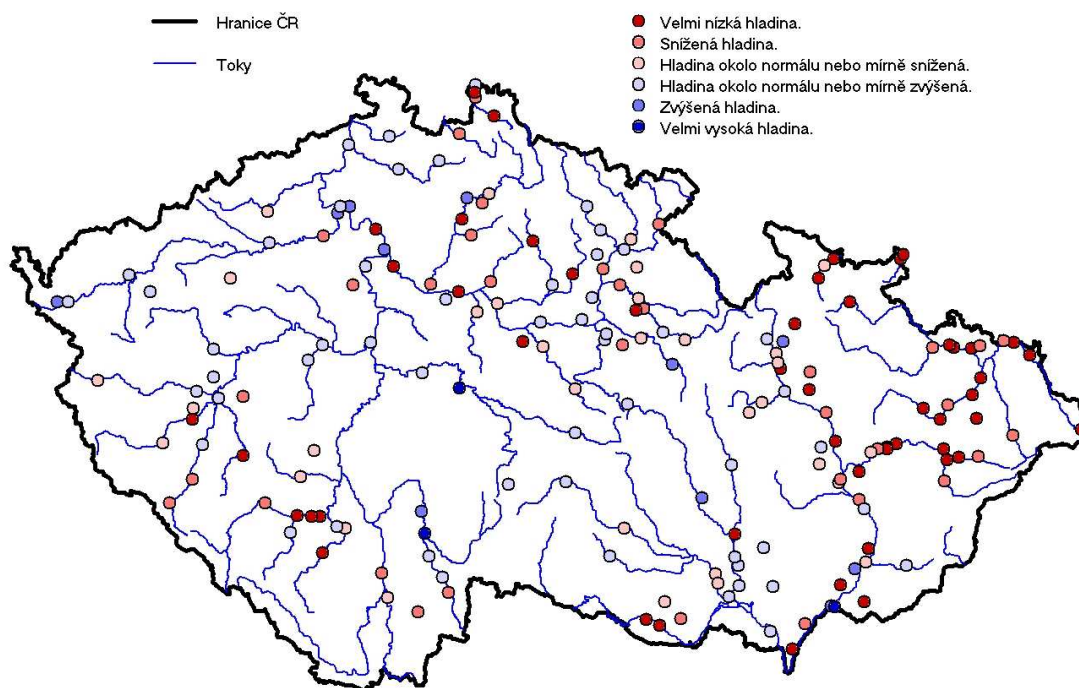 Hranice ČR
Toky
Velmi nízká hladina.
Snížená hladina.
Hladina okolo normálu nebo mírně snížená.
Hladina okolo normálu nebo mírně zvýšená.
Zvýšená hladina.
Velmi vysoká hladina.